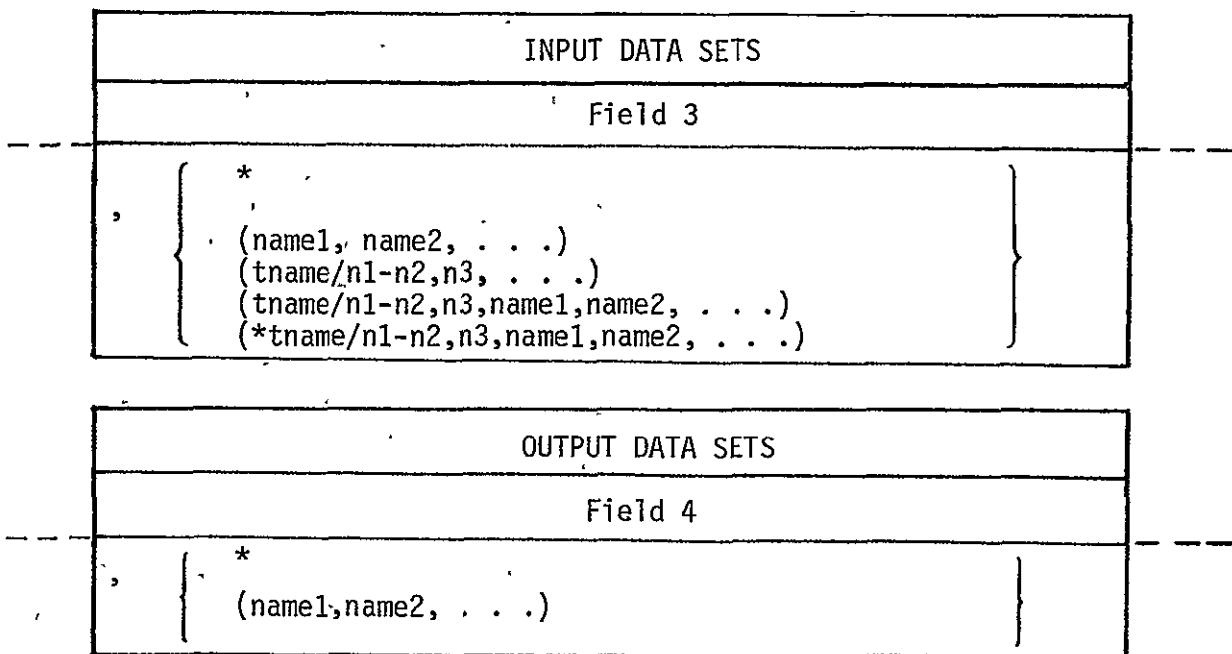 INPUT DATA SETS
Field 3
*
,
(name1, name2, . . .)
(tname/n1-n2,n3, . . .)
(tname/n1-n2,n3,name1,name2, . . .)
(*tname/n1-n2,n3,name1,name2, . . .)
OUTPUT DATA SETS
Field 4
*
,
(name1,name2, . . .)